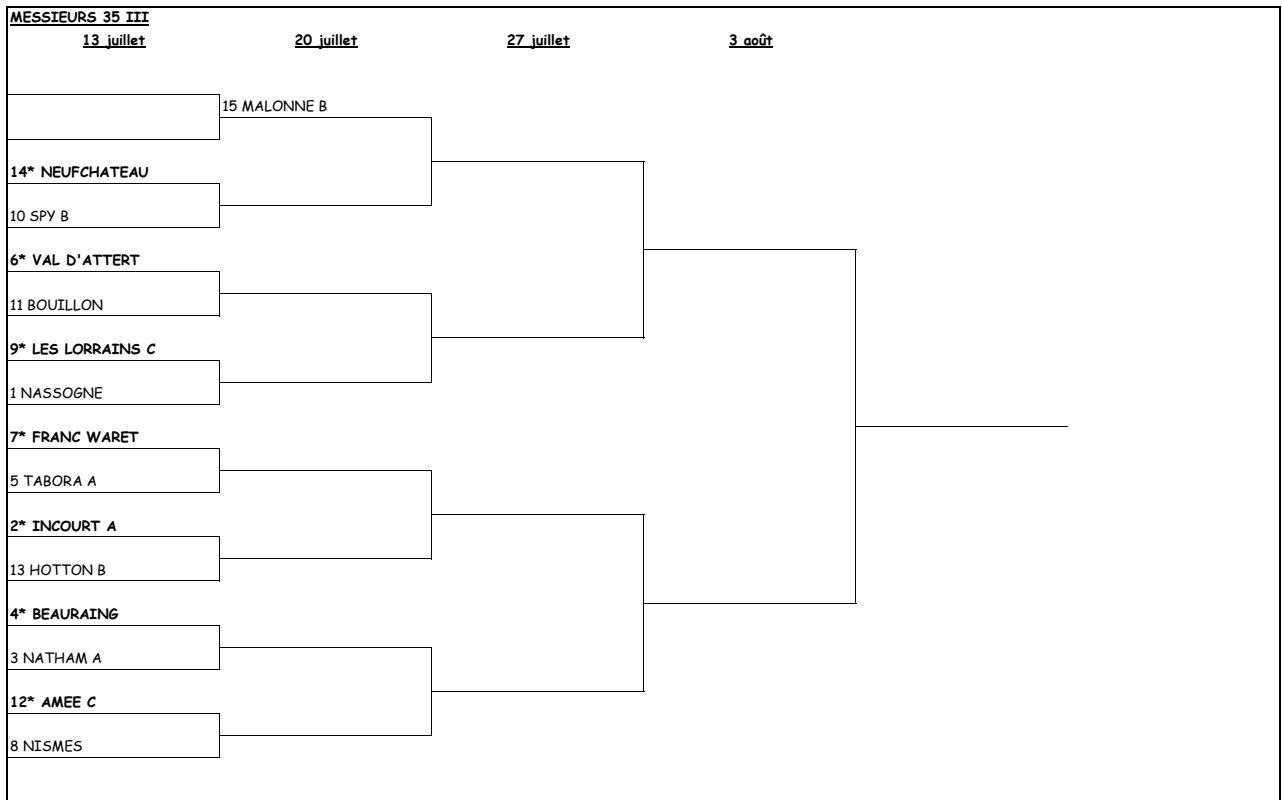 MESSIEURS 35 III
13 juillet 20 juillet 27 juillet 3 août
15 MALONNE B
14* NEUFCHATEAU
10 SPY B
6* VAL D'ATTERT
11 BOUILLON
9* LES LORRAINS C
1 NASSOGNE
7* FRANC WARET
5 TABORA A
2* INCOURT A
13 HOTTON B
4* BEAURAING
3 NATHAM A
12* AMEE C
8 NISMES